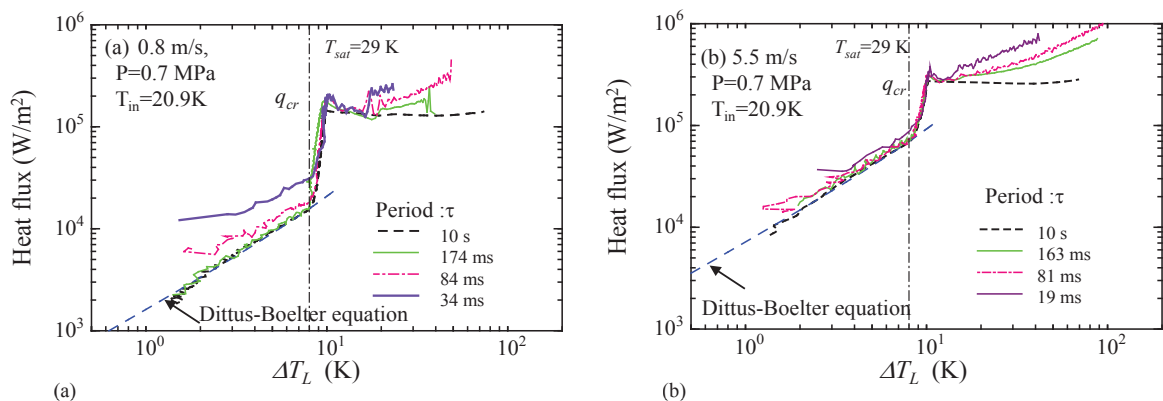 10^6
10^5
10^4
10^3
Heat flux (W/m^2)
(a) 0.8 m/s,
P=0.7 MPa
T_in=20.9K
T_sat=29 K
q_cr
Period :τ
10 s
174 ms
84 ms
34 ms
Dittus-Boelter equation
10^0
10^1
10^2
ΔT_L (K)
(a)
10^6
10^5
10^4
10^3
Heat flux (W/m^2)
(b) 5.5 m/s
P=0.7 MPa
T_in=20.9K
T_sat=29 K
q_cr
Period :τ
10 s
163 ms
81 ms
19 ms
Dittus-Boelter equation
10^0
10^1
10^2
ΔT_L (K)
(b)